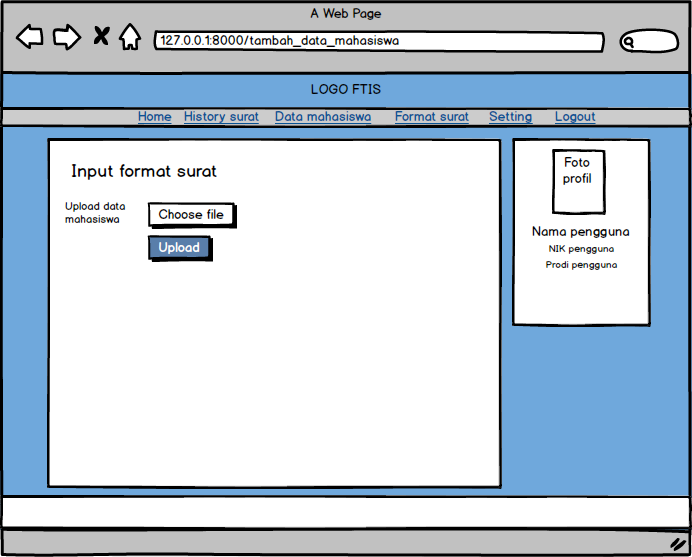 A Web Page
127.0.0.1:8000/tambah_data_mahasiswa
LOGO FTIS
Home History surat Data mahasiswa Format surat Setting Logout
Input format surat
Upload data
mahasiswa
Choose file
Upload
Foto
profil
Nama pengguna
NIK pengguna
Prodi pengguna